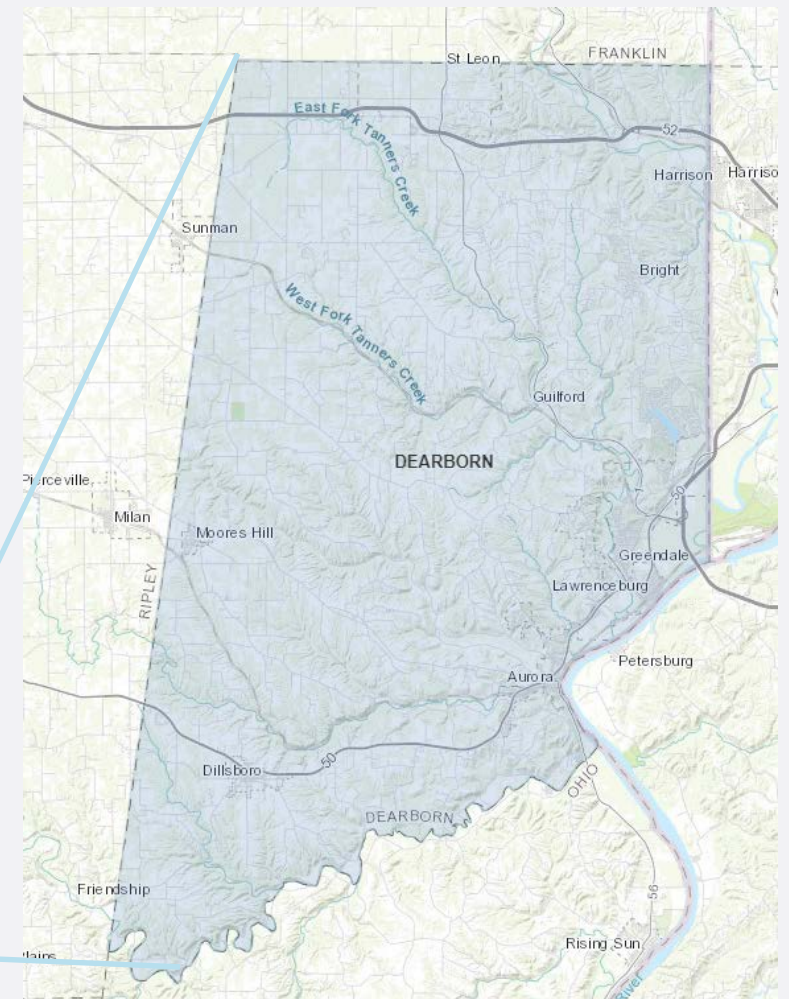 St Leon
FRANKLIN
East Fork Tanners Creek
52
Harrison
Harriso
Sunman
Bright
West Fork Tanners Creek
Guilford
DEARBORN
Pierceville
50
Milan
Moores Hill
Greendale
RIPLEY
Lawrenceburg
Petersburg
Aurora
50
Dillsboro
OHIO
DEARBORN
Friendship
56
Rising Sun
Plains
River